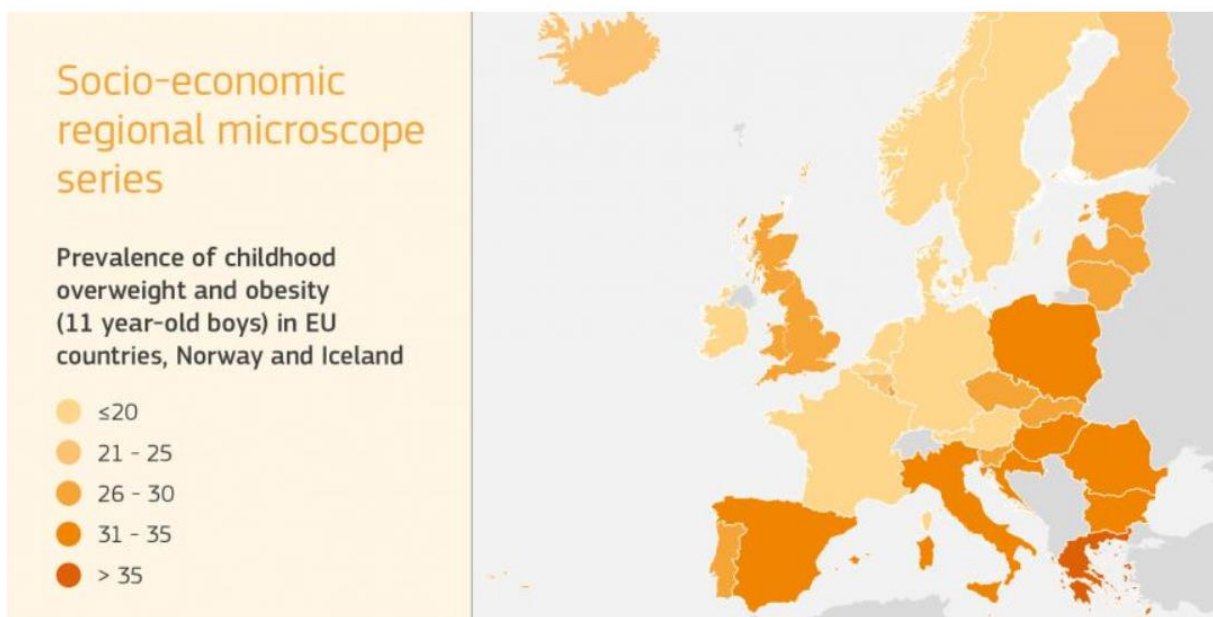 Socio-economic
regional microscope
series
Prevalence of childhood
overweight and obesity
(11 year-old boys) in EU
countries, Norway and Iceland
≤20
21 - 25
26 - 30
31 - 35
> 35